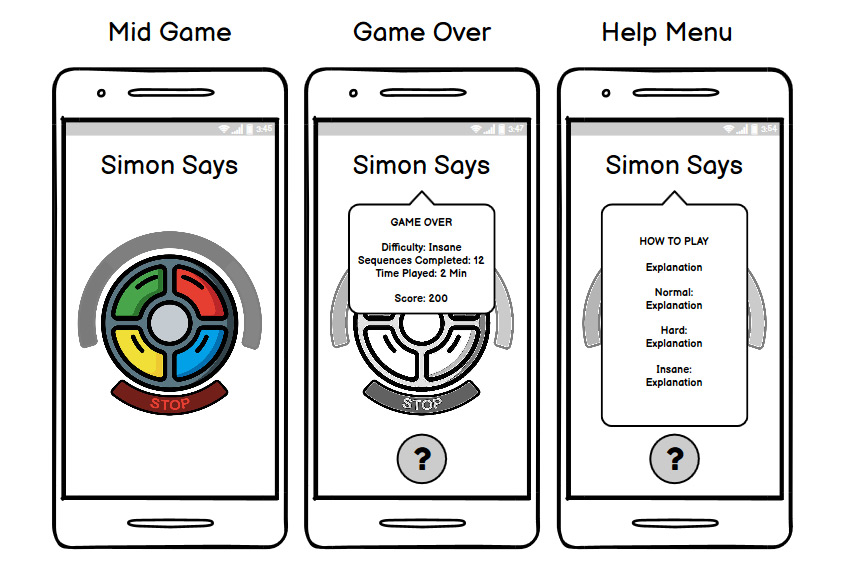 Mid Game
Game Over
Help Menu
3:45
Simon Says
STOP
3:47
Simon Says
GAME OVER
Difficulty: Insane
Sequences Completed: 12
Time Played: 2 Min
Score: 200
STOP
?
3:54
Simon Says
HOW TO PLAY
Explanation
Normal:
Explanation
Hard:
Explanation
Insane:
Explanation
?